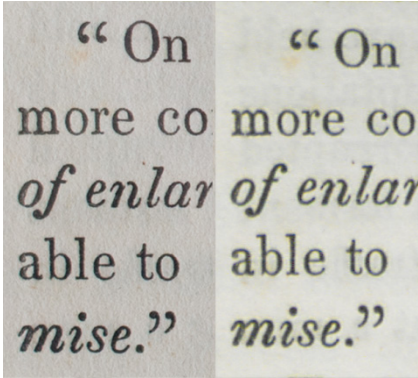 “ On
more co
of enlar
able to
mise.”
“ On
more co
of enlar
able to
mise.”